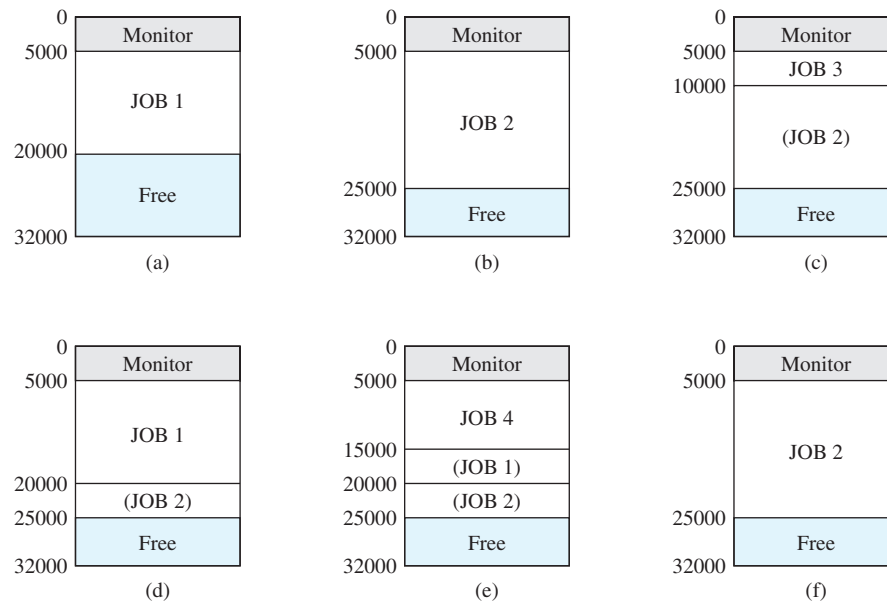 0
Monitor
5000
JOB 1
20000
Free
32000
(a)
0
Monitor
5000
JOB 2
25000
Free
32000
(b)
0
Monitor
5000
JOB 3
10000
(JOB 2)
25000
Free
32000
(c)
0
Monitor
5000
JOB 1
20000
(JOB 2)
25000
Free
32000
(d)
0
Monitor
5000
JOB 4
15000
(JOB 1)
20000
(JOB 2)
25000
Free
32000
(e)
0
Monitor
5000
JOB 2
25000
Free
32000
(f)